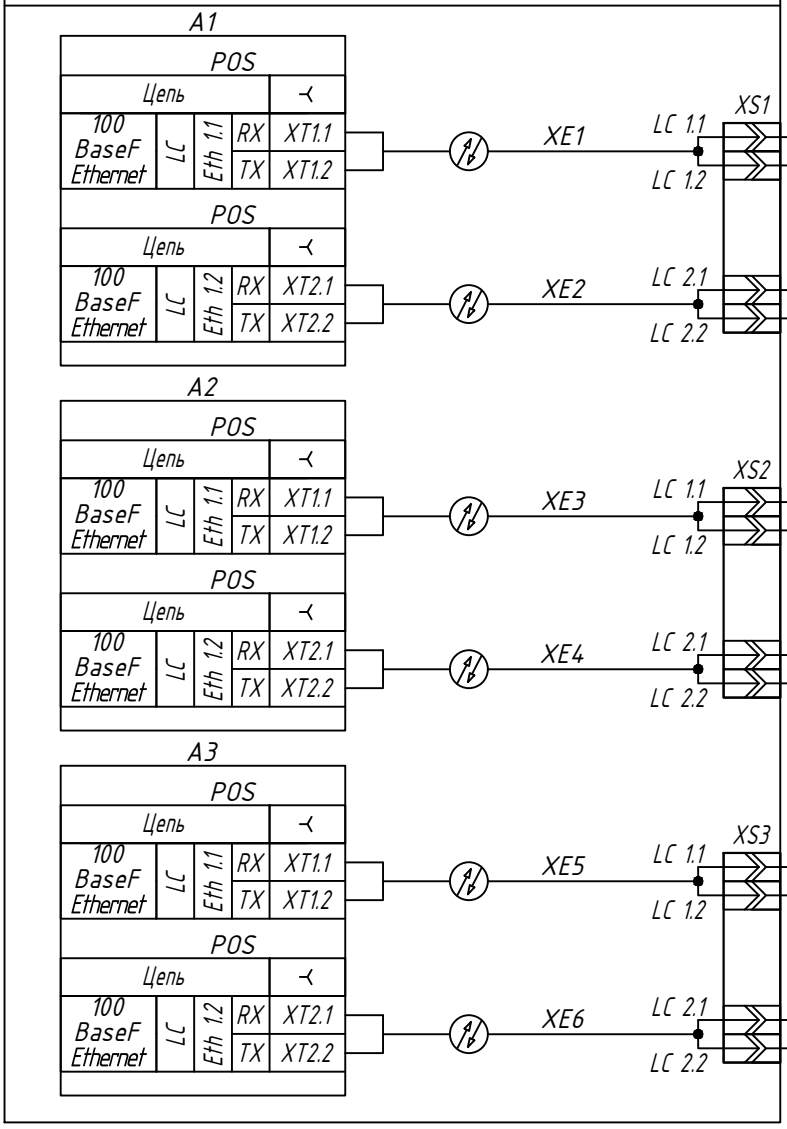 A1
POS
Цепь
100
BaseF
Ethernet
LC
Eth 1.1
RX
XT1.1
TX
XT1.2
XE1
LC 1.1
LC 1.2
XS1
POS
Цепь
100
BaseF
Ethernet
LC
Eth 1.2
RX
XT2.1
TX
XT2.2
XE2
LC 2.1
LC 2.2
A2
POS
Цепь
100
BaseF
Ethernet
LC
Eth 1.1
RX
XT1.1
TX
XT1.2
XE3
LC 1.1
LC 1.2
XS2
POS
Цепь
100
BaseF
Ethernet
LC
Eth 1.2
RX
XT2.1
TX
XT2.2
XE4
LC 2.1
LC 2.2
A3
POS
Цепь
100
BaseF
Ethernet
LC
Eth 1.1
RX
XT1.1
TX
XT1.2
XE5
LC 1.1
LC 1.2
XS3
POS
Цепь
100
BaseF
Ethernet
LC
Eth 1.2
RX
XT2.1
TX
XT2.2
XE6
LC 2.1
LC 2.2